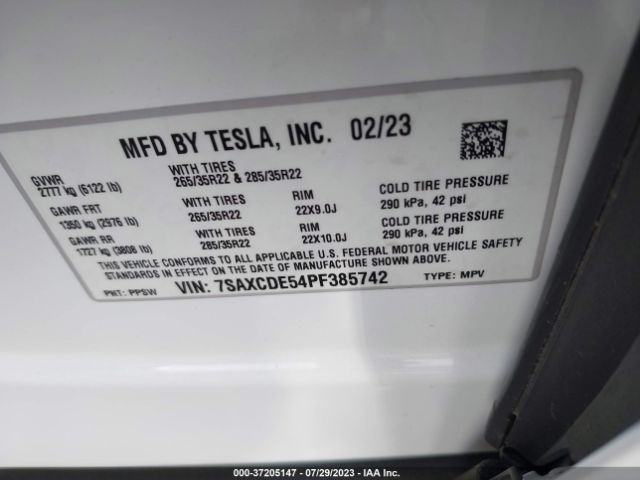 MFD BY TESLA, INC. 02/23
GVWR
2777 kg (6122 lb)
WITH TIRES
265/35R22 & 285/35R22
GAWR FRT
1350 kg (2976 lb)
WITH TIRES
265/35R22
RIM
22X9.0J
COLD TIRE PRESSURE
290 kPa, 42 psi
GAWR RR
1727 kg (3808 lb)
WITH TIRES
285/35R22
RIM
22X10.0J
COLD TIRE PRESSURE
290 kPa, 42 psi
THIS VEHICLE CONFORMS TO ALL APPLICABLE U.S. FEDERAL MOTOR VEHICLE SAFETY
STANDARDS IN EFFECT ON THE DATE OF MANUFACTURE SHOWN ABOVE.
PNT: PPSW VIN: 7SAXCDE54PF385742 TYPE: MPV
000-37205147 - 07/29/2023 - IAA Inc.